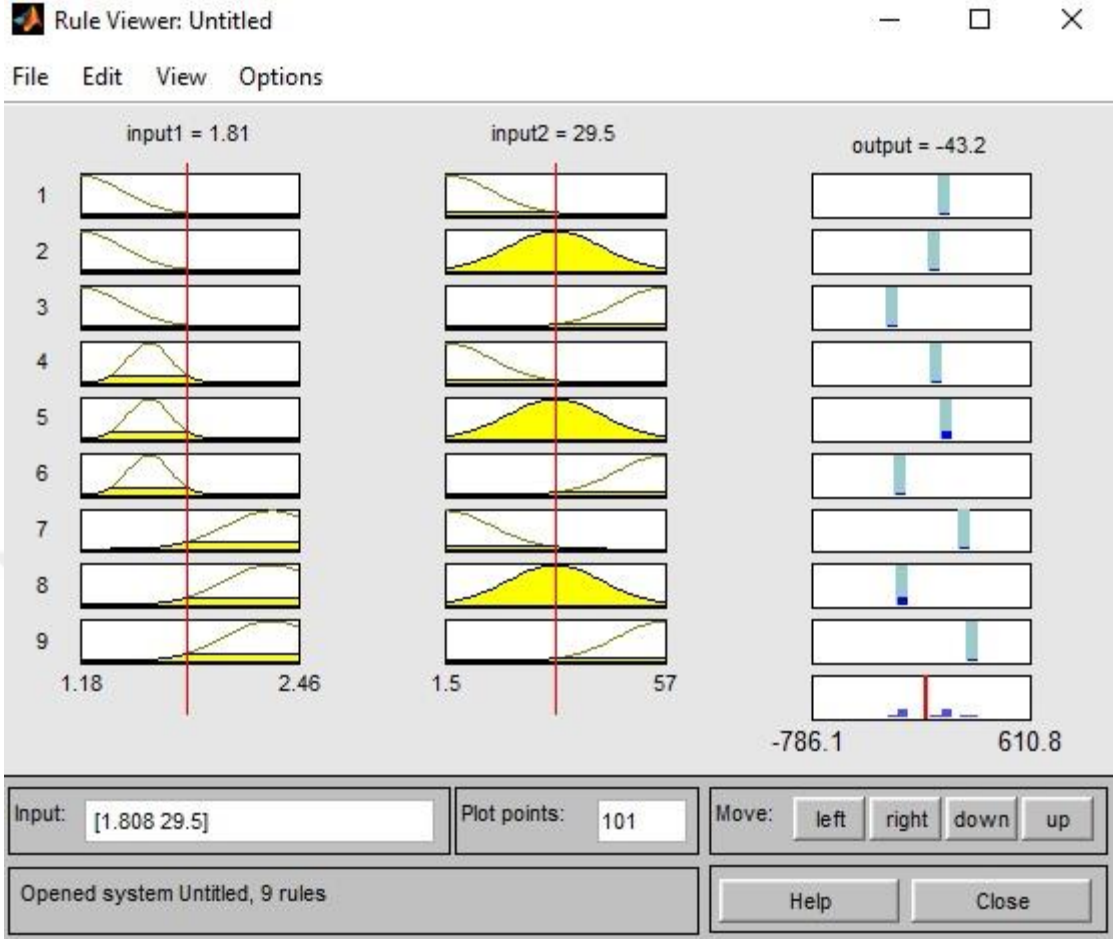 Rule Viewer: Untitled
File Edit View Options
input1 = 1.81
input2 = 29.5
output = -43.2
1
2
3
4
5
6
7
8
9
1.18 2.46
1.5 57
-786.1 610.8
Input: [1.808 29.5]
Plot points: 101
Move: left right down up
Opened system Untitled, 9 rules
Help Close